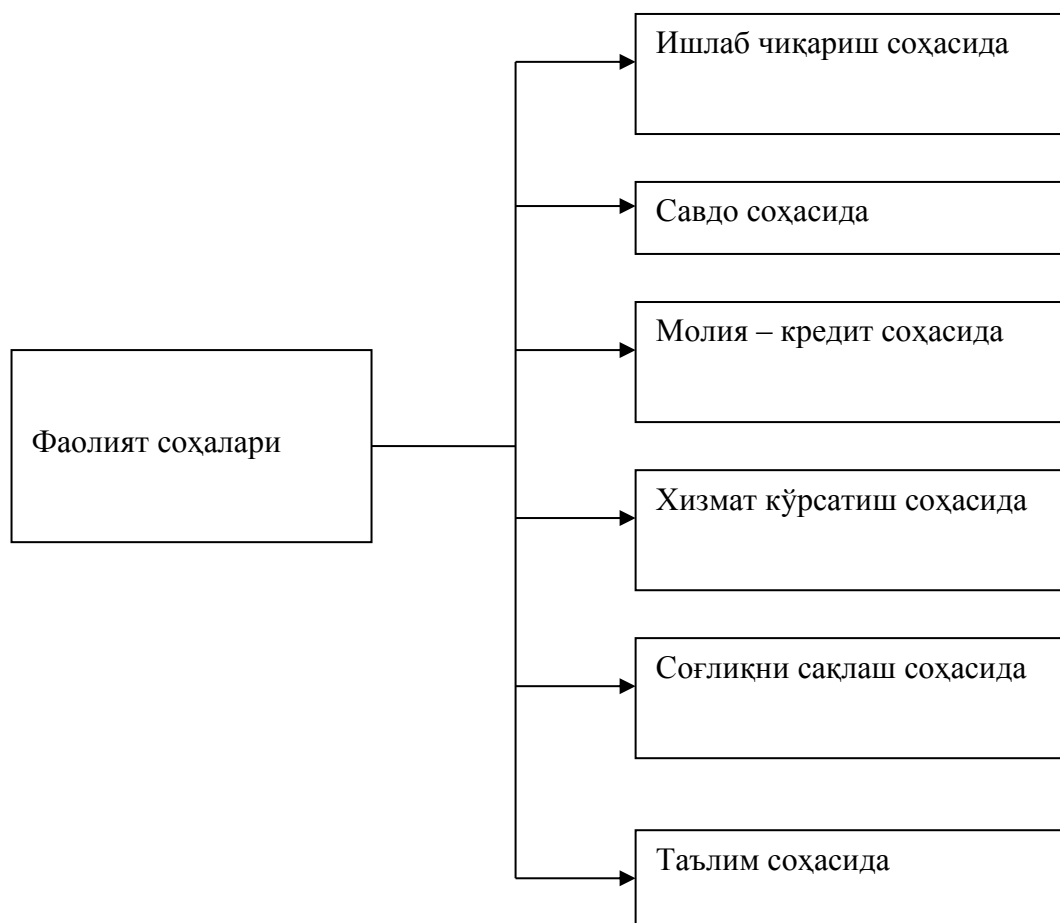 Ишлаб чиқариш соҳасида
Савдо соҳасида
Молия – кредит соҳасида
Фаолият соҳалари
Хизмат кўрсатиш соҳасида
Соғлиқни сақлаш соҳасида
Таълим соҳасида